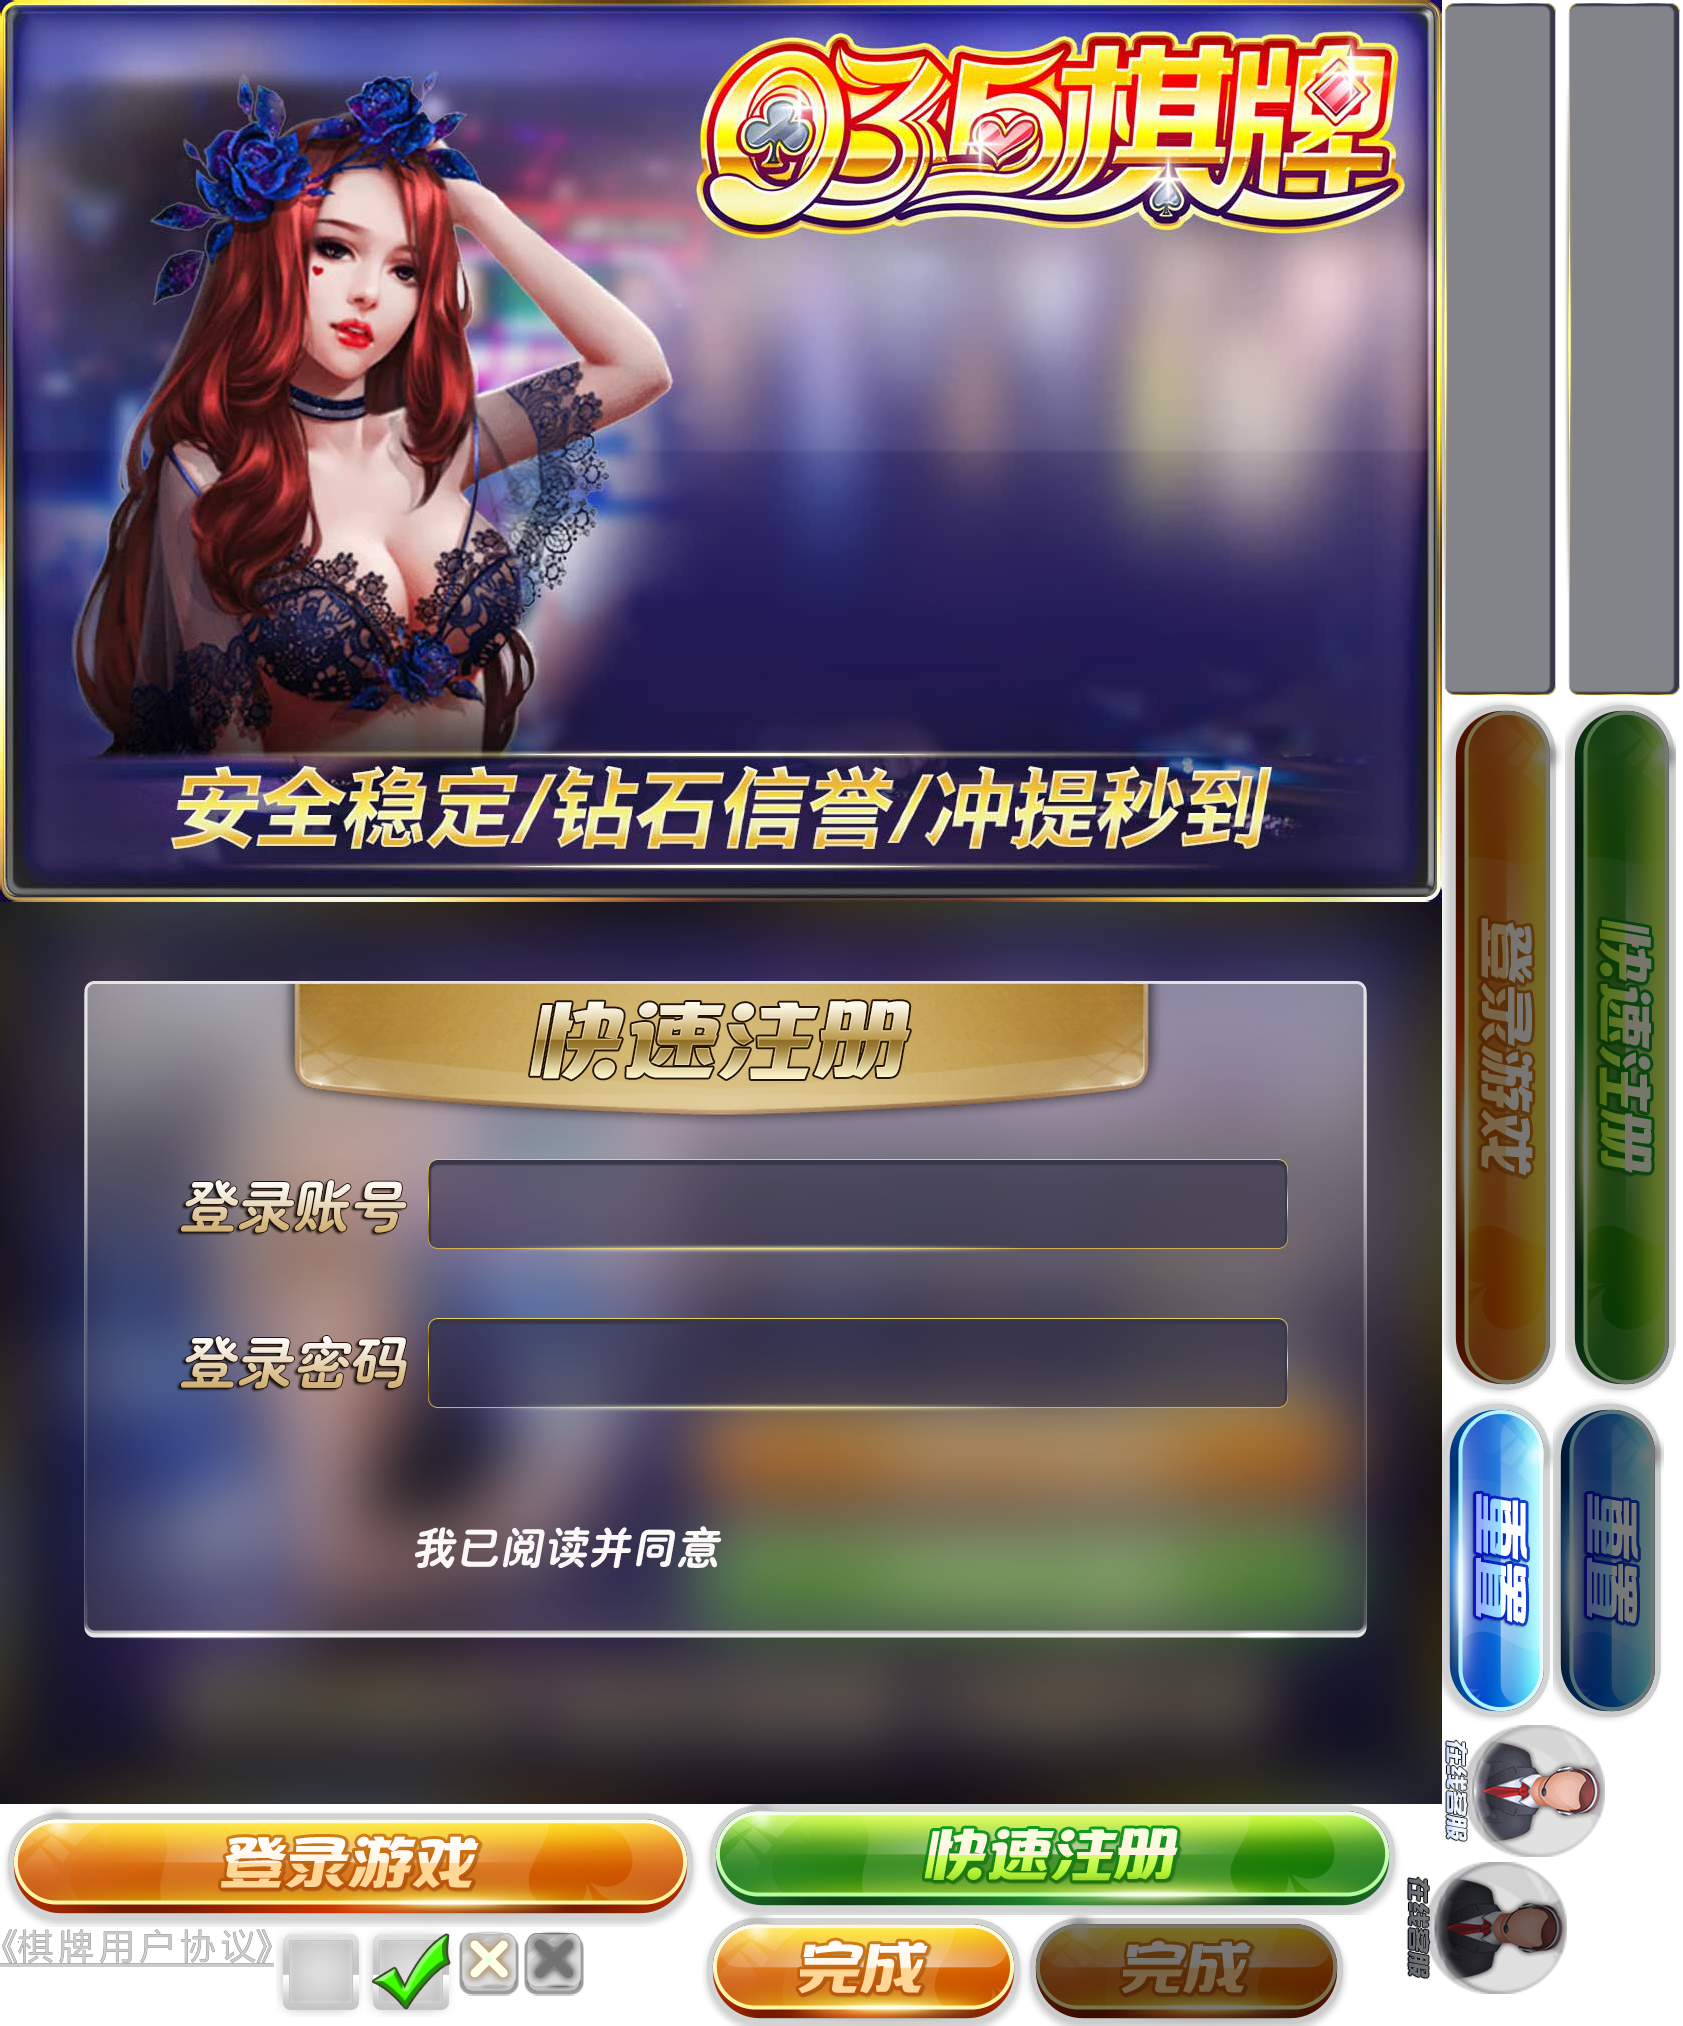 035棋牌
安全稳定/钻石信誉/冲提秒到
快速注册
登录账号
登录密码
我已阅读并同意
登录游戏
快速注册
重置
重置
在线客服
在线客服
登录游戏
快速注册
《棋牌用户协议》
完成
完成